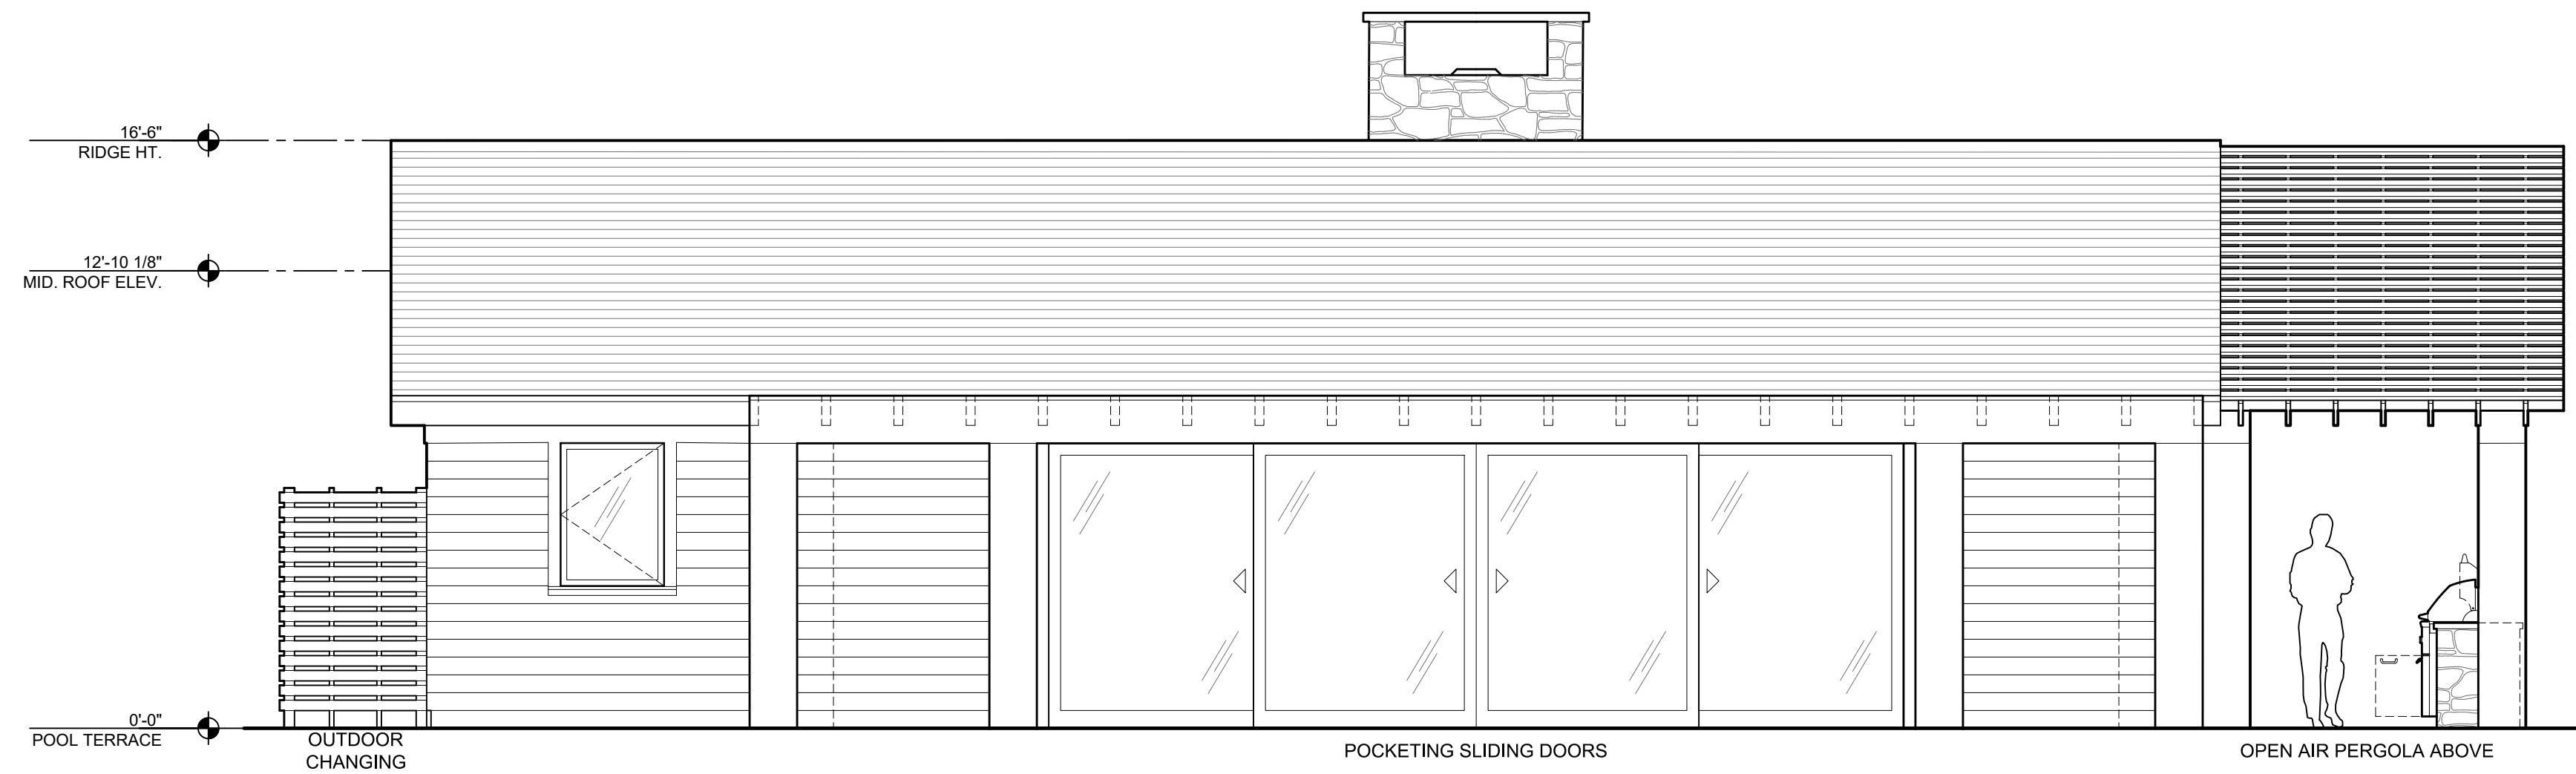 16'-6"
RIDGE HT.
12'-10 1/8"
MID. ROOF ELEV.
0'-0"
POOL TERRACE
OUTDOOR
CHANGING
POCKETING SLIDING DOORS
OPEN AIR PERGOLA ABOVE